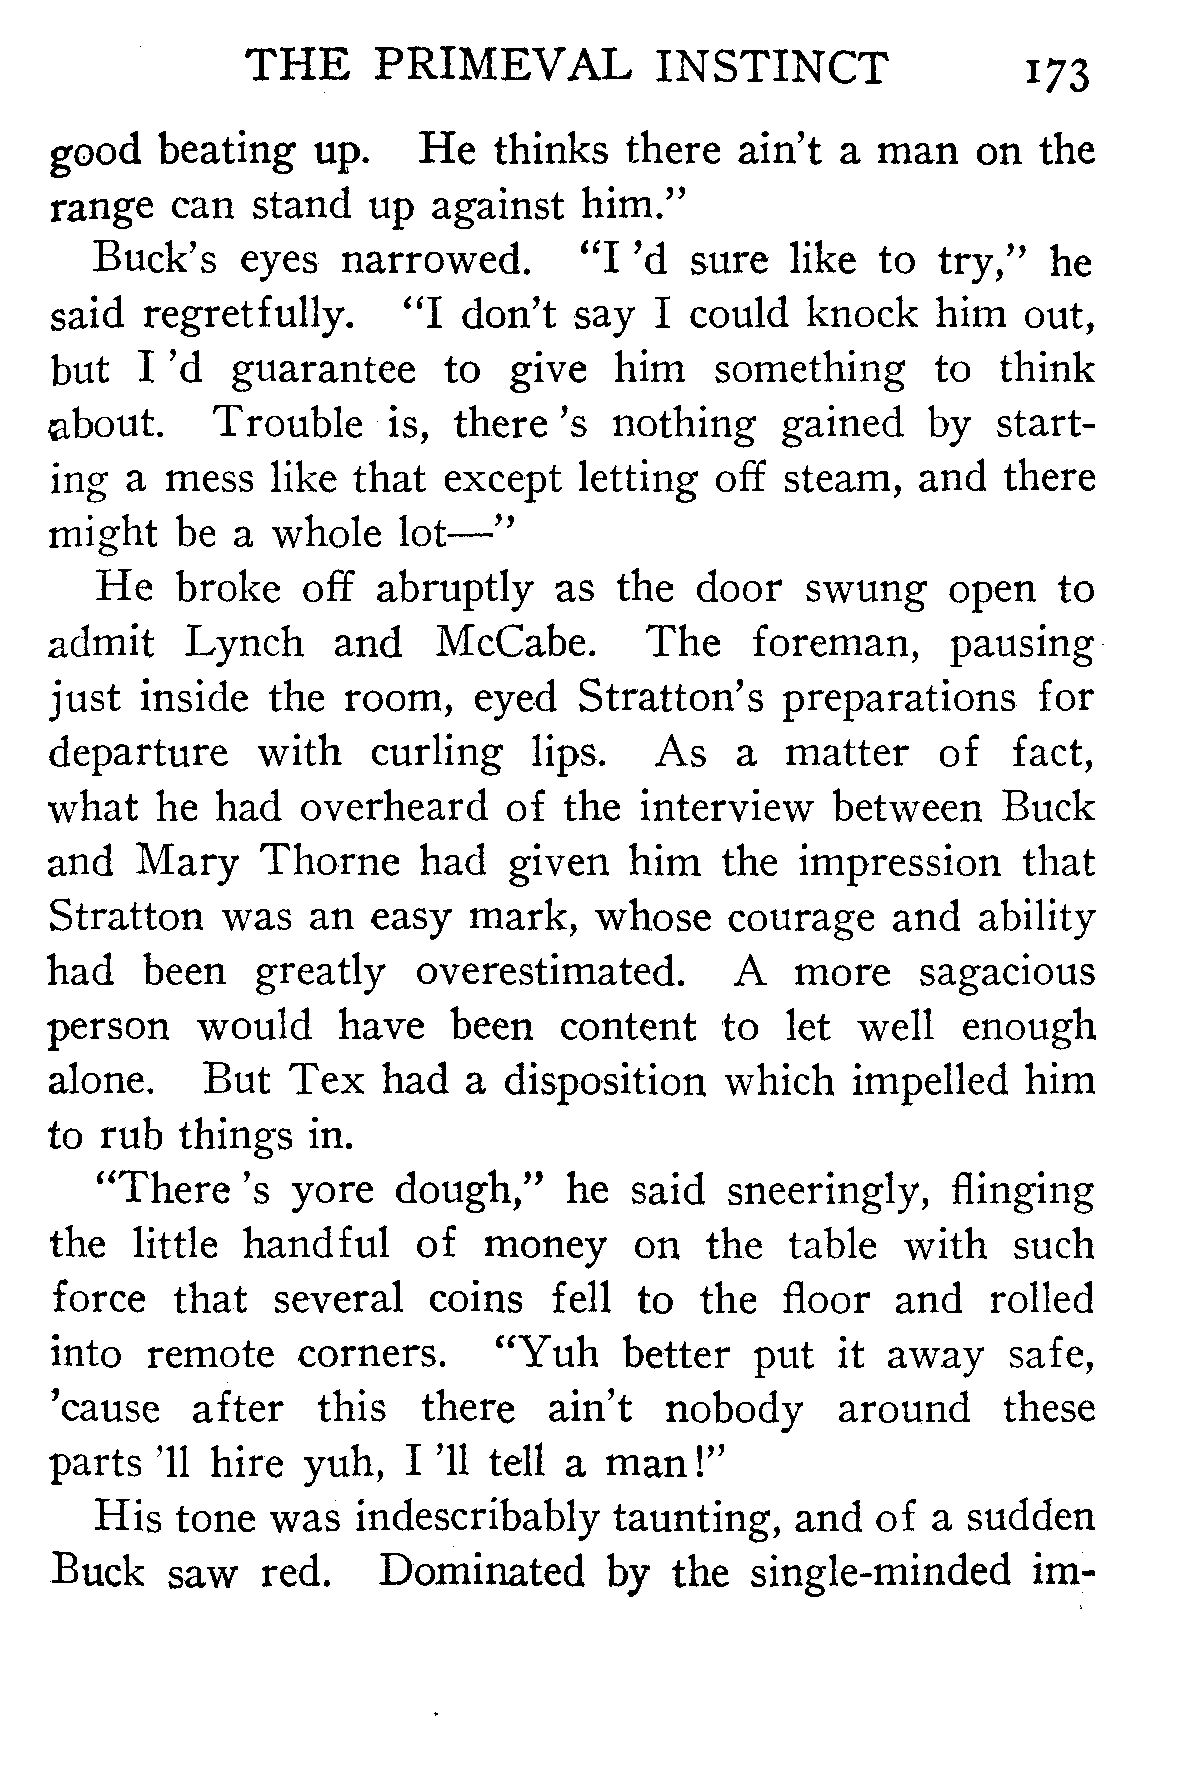 THE PRIMEVAL INSTINCT 173
good beating up. He thinks there ain't a man on the
range can stand up against him."
Buck's eyes narrowed. "I 'd sure like to try," he
said regretfully. "I don't say I could knock him out,
but I 'd guarantee to give him something to think
about. Trouble is, there 's nothing gained by start-
ing a mess like that except letting off steam, and there
might be a whole lot—"
He broke off abruptly as the door swung open to
admit Lynch and McCabe. The foreman, pausing
just inside the room, eyed Stratton's preparations for
departure with curling lips. As a matter of fact,
what he had overheard of the interview between Buck
and Mary Thorne had given him the impression that
Stratton was an easy mark, whose courage and ability
had been greatly overestimated. A more sagacious
person would have been content to let well enough
alone. But Tex had a disposition which impelled him
to rub things in.
"There 's yore dough," he said sneeringly, flinging
the little handful of money on the table with such
force that several coins fell to the floor and rolled
into remote corners. "Yuh better put it away safe,
'cause after this there ain't nobody around these
parts 'll hire yuh, I 'll tell a man!"
His tone was indescribably taunting, and of a sudden
Buck saw red. Dominated by the single-minded im-